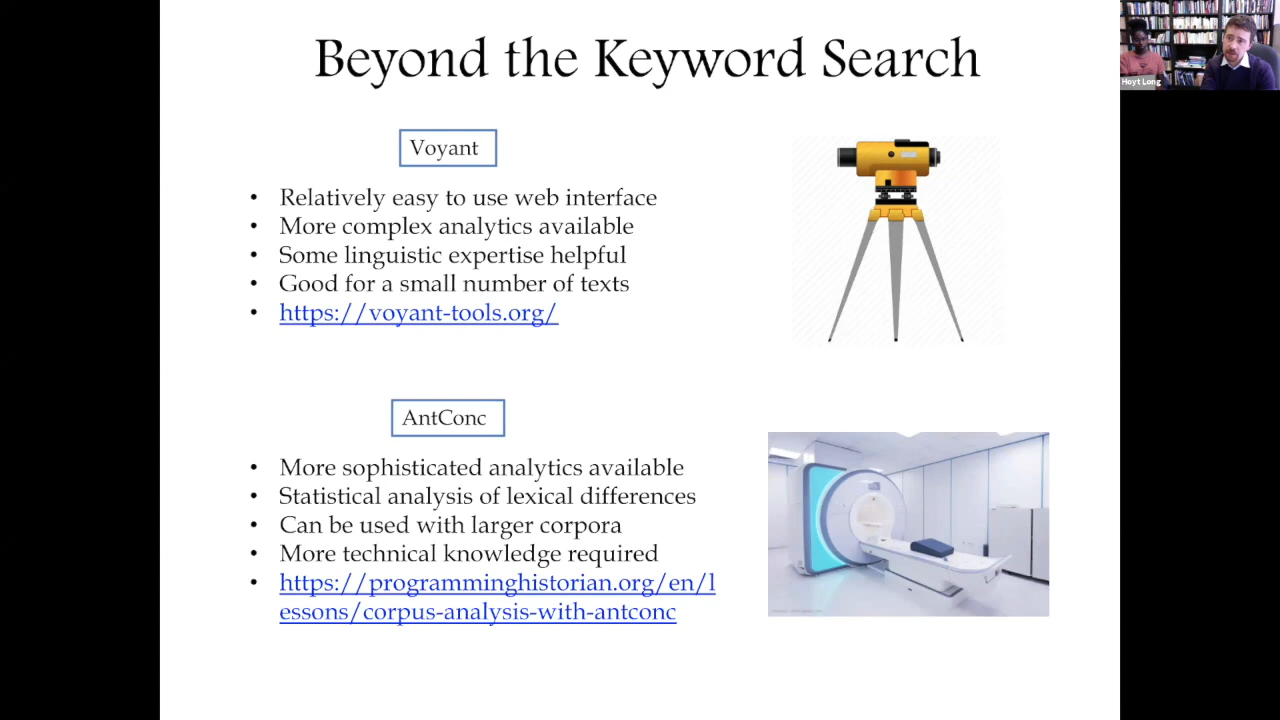 Beyond the Keyword Search
Hoyt Long
Voyant
• Relatively easy to use web interface
• More complex analytics available
• Some linguistic expertise helpful
• Good for a small number of texts
• https://voyant-tools.org/
AntConc
• More sophisticated analytics available
• Statistical analysis of lexical differences
• Can be used with larger corpora
• More technical knowledge required
• https://programminghistorian.org/en/l
essons/corpus-analysis-with-antconc